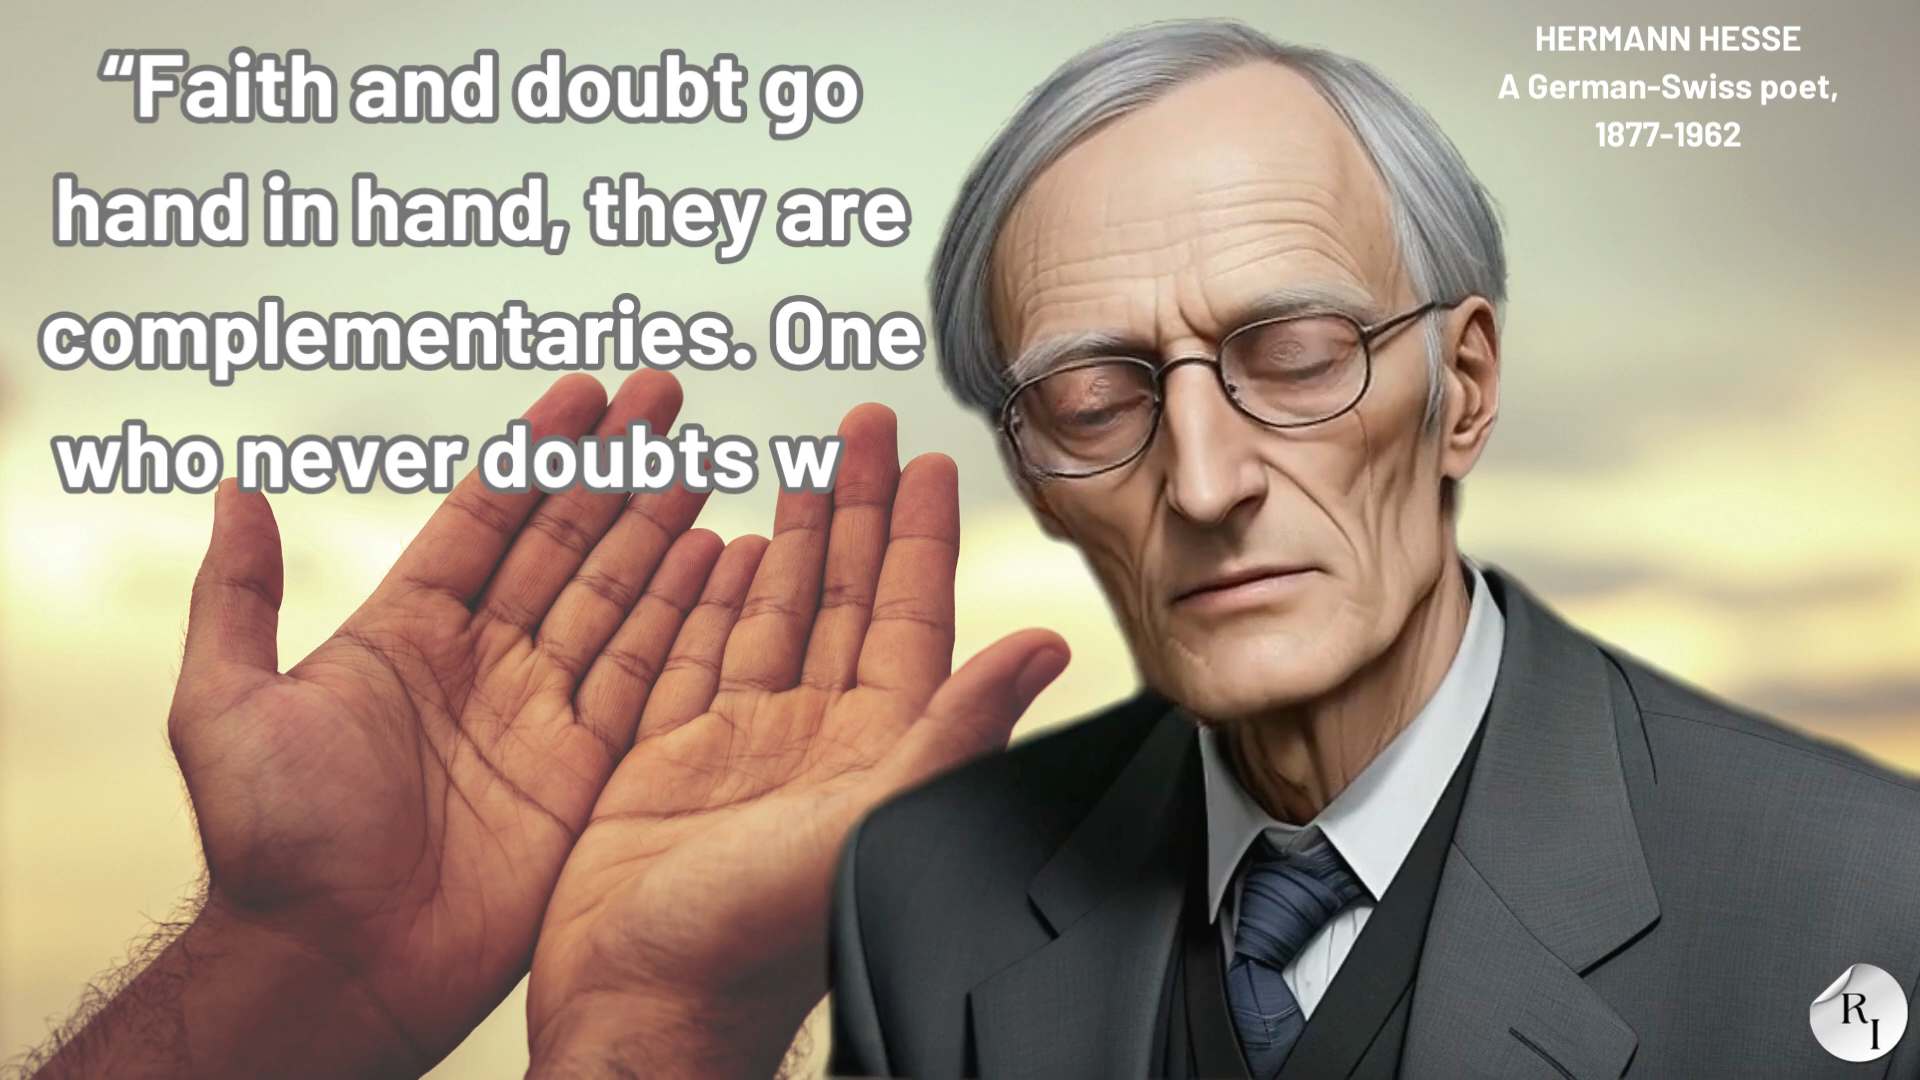 “Faith and doubt go
hand in hand, they are
complementaries. One
who never doubts w
HERMANN HESSE
A German-Swiss poet,
1877-1962
R
I